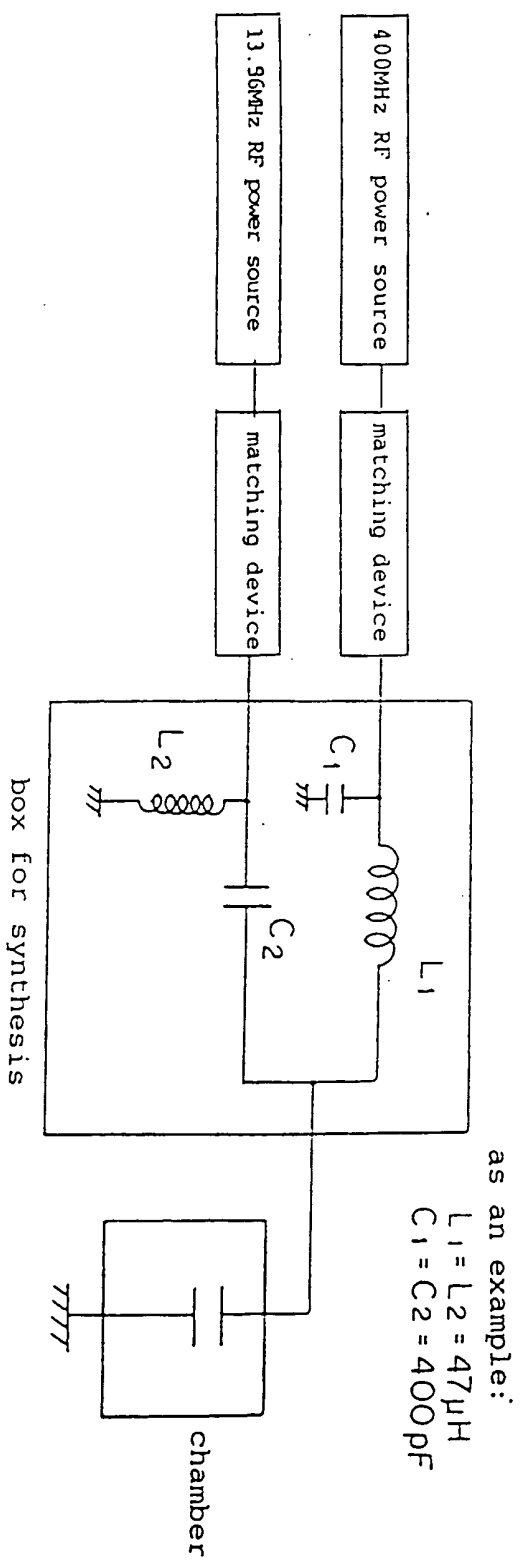 400MHz RF power source
matching device
13.96MHz RF power source
matching device
C1
L1
L2
C2
box for synthesis
chamber
as an example:
L1 = L2 = 47μH
C1 = C2 = 400pF